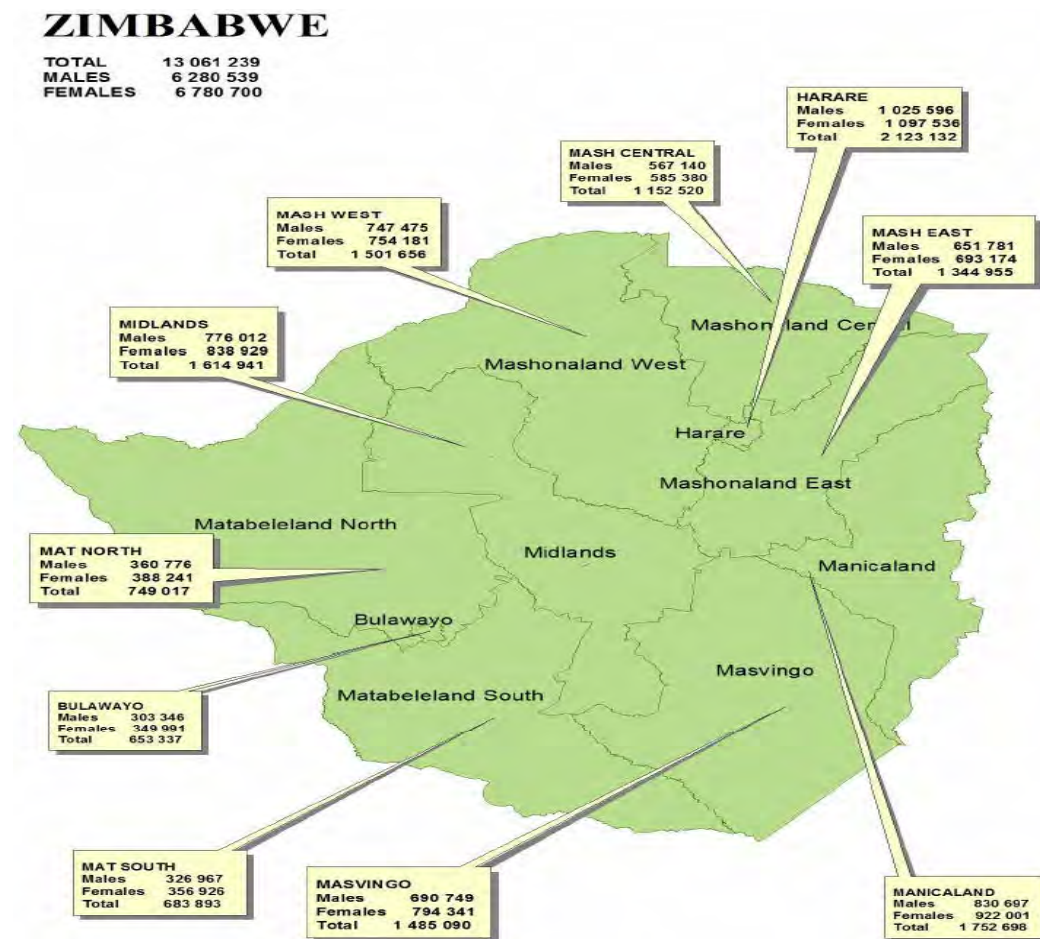 ZIMBABWE
TOTAL 13 061 239
MALES 6 280 539
FEMALES 6 780 700
HARARE
Males 1 025 596
Females 1 097 536
Total 2 123 132
MASH CENTRAL
Males 567 140
Females 585 380
Total 1 152 520
MASH WEST
Males 747 475
Females 754 181
Total 1 501 656
MASH EAST
Males 651 781
Females 693 174
Total 1 344 955
MIDLANDS
Males 776 012
Females 838 929
Total 1 614 941
Mashonaland Central
Mashonaland West
Harare
Mashonaland East
Matabeleland North
Midlands
Manicaland
MAT NORTH
Males 360 776
Females 388 241
Total 749 017
Bulawayo
Masvingo
Matabeleland South
BULAWAYO
Males 303 346
Females 349 991
Total 653 337
MAT SOUTH
Males 326 967
Females 356 926
Total 683 893
MASVINGO
Males 690 749
Females 794 341
Total 1 485 090
MANICALAND
Males 830 697
Females 922 001
Total 1 752 698